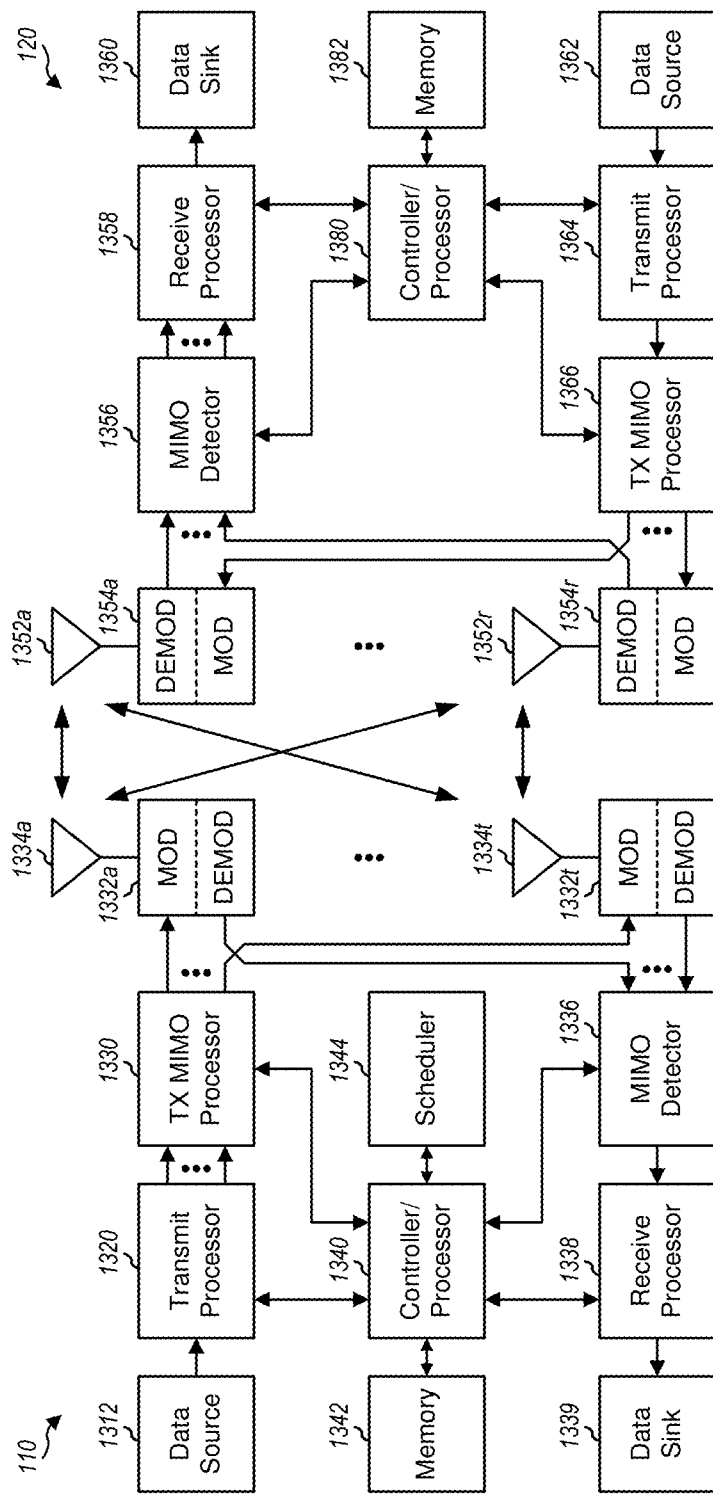 110
120
1312
Data
Source
1320
Transmit
Processor
1330
TX MIMO
Processor
1332a
MOD
DEMOD
1334a
1352a
1354a
DEMOD
MOD
1356
MIMO
Detector
1358
Receive
Processor
1360
Data
Sink
1342
Memory
1340
Controller/
Processor
1344
Scheduler
1380
Controller/
Processor
1382
Memory
1339
Data
Sink
1338
Receive
Processor
1336
MIMO
Detector
1332t
MOD
DEMOD
1334t
1352r
1354r
DEMOD
MOD
1366
TX MIMO
Processor
1364
Transmit
Processor
1362
Data
Source